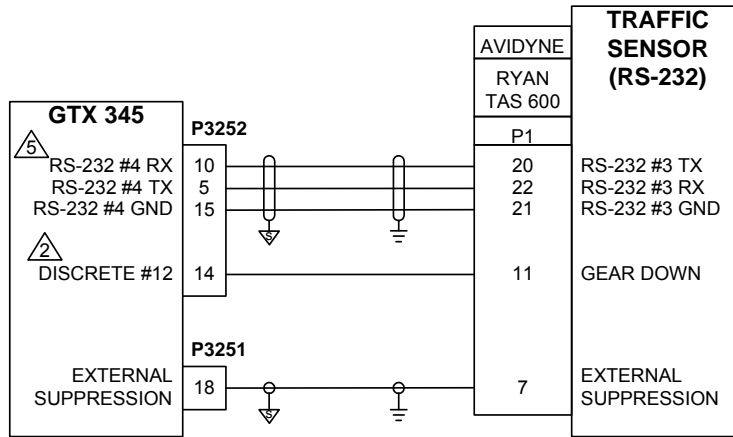 TRAFFIC
SENSOR
(RS-232)
AVIDYNE
RYAN
TAS 600
P1
GTX 345
P3252
5
RS-232 #4 RX 10 20 RS-232 #3 TX
RS-232 #4 TX 5 22 RS-232 #3 RX
RS-232 #4 GND 15 21 RS-232 #3 GND
S
2
DISCRETE #12 14 11 GEAR DOWN
P3251
EXTERNAL
SUPPRESSION
18
7
EXTERNAL
SUPPRESSION
S